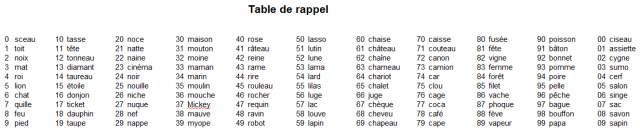 Table de rappel
0 sceau 10 tasse 20 noce 30 maison 40 rose 50 lasso 60 chaise 70 caisse 80 fusée 90 poisson 00 ciseau
1 toit 11 tête 21 natte 31 mouton 41 râteau 51 lutin 61 château 71 couteau 81 fête 91 bâton 01 assiette
2 noix 12 tonneau 22 naine 32 moine 42 reine 52 lune 62 chaîne 72 canon 82 vigne 92 bonnet 02 cygne
3 mat 13 diamant 23 cinéma 33 maman 43 rame 53 lama 63 chameau 73 camion 83 femme 93 pomme 03 sumo
4 roi 14 taureau 24 noir 34 marin 44 rire 54 lard 64 chariot 74 car 84 forêt 94 poire 04 cerf
5 lion 15 étoile 25 nouille 35 moulin 45 rouleau 55 lilas 65 chalet 75 clou 85 filet 95 pelle 05 salon
6 chat 16 donjon 26 niche 36 mouche 46 rocher 56 luge 66 juge 76 cage 86 vache 96 pêche 06 singe
7 quille 17 ticket 27 nuque 37 Mickey 47 requin 57 lac 67 chèque 77 coca 87 phoque 97 bague 07 sac
8 feu 18 dauphin 28 nef 38 mauve 48 ravin 58 louve 68 cheveu 78 café 88 fève 98 bouffon 08 savon
9 pied 19 taupe 29 nappe 39 myope 49 robot 59 lapin 69 chapeau 79 cape 89 vapeur 99 papa 09 sapin